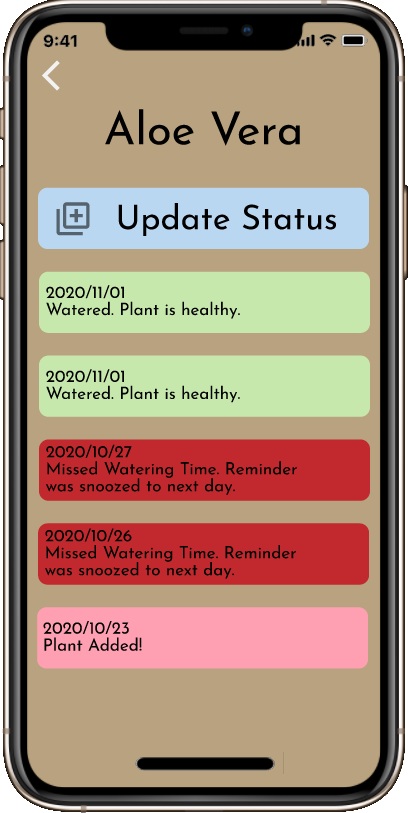 9:41
Aloe Vera
Update Status
2020/11/01
Watered. Plant is healthy.
2020/11/01
Watered. Plant is healthy.
2020/10/27
Missed Watering Time. Reminder
was snoozed to next day.
2020/10/26
Missed Watering Time. Reminder
was snoozed to next day.
2020/10/23
Plant Added!